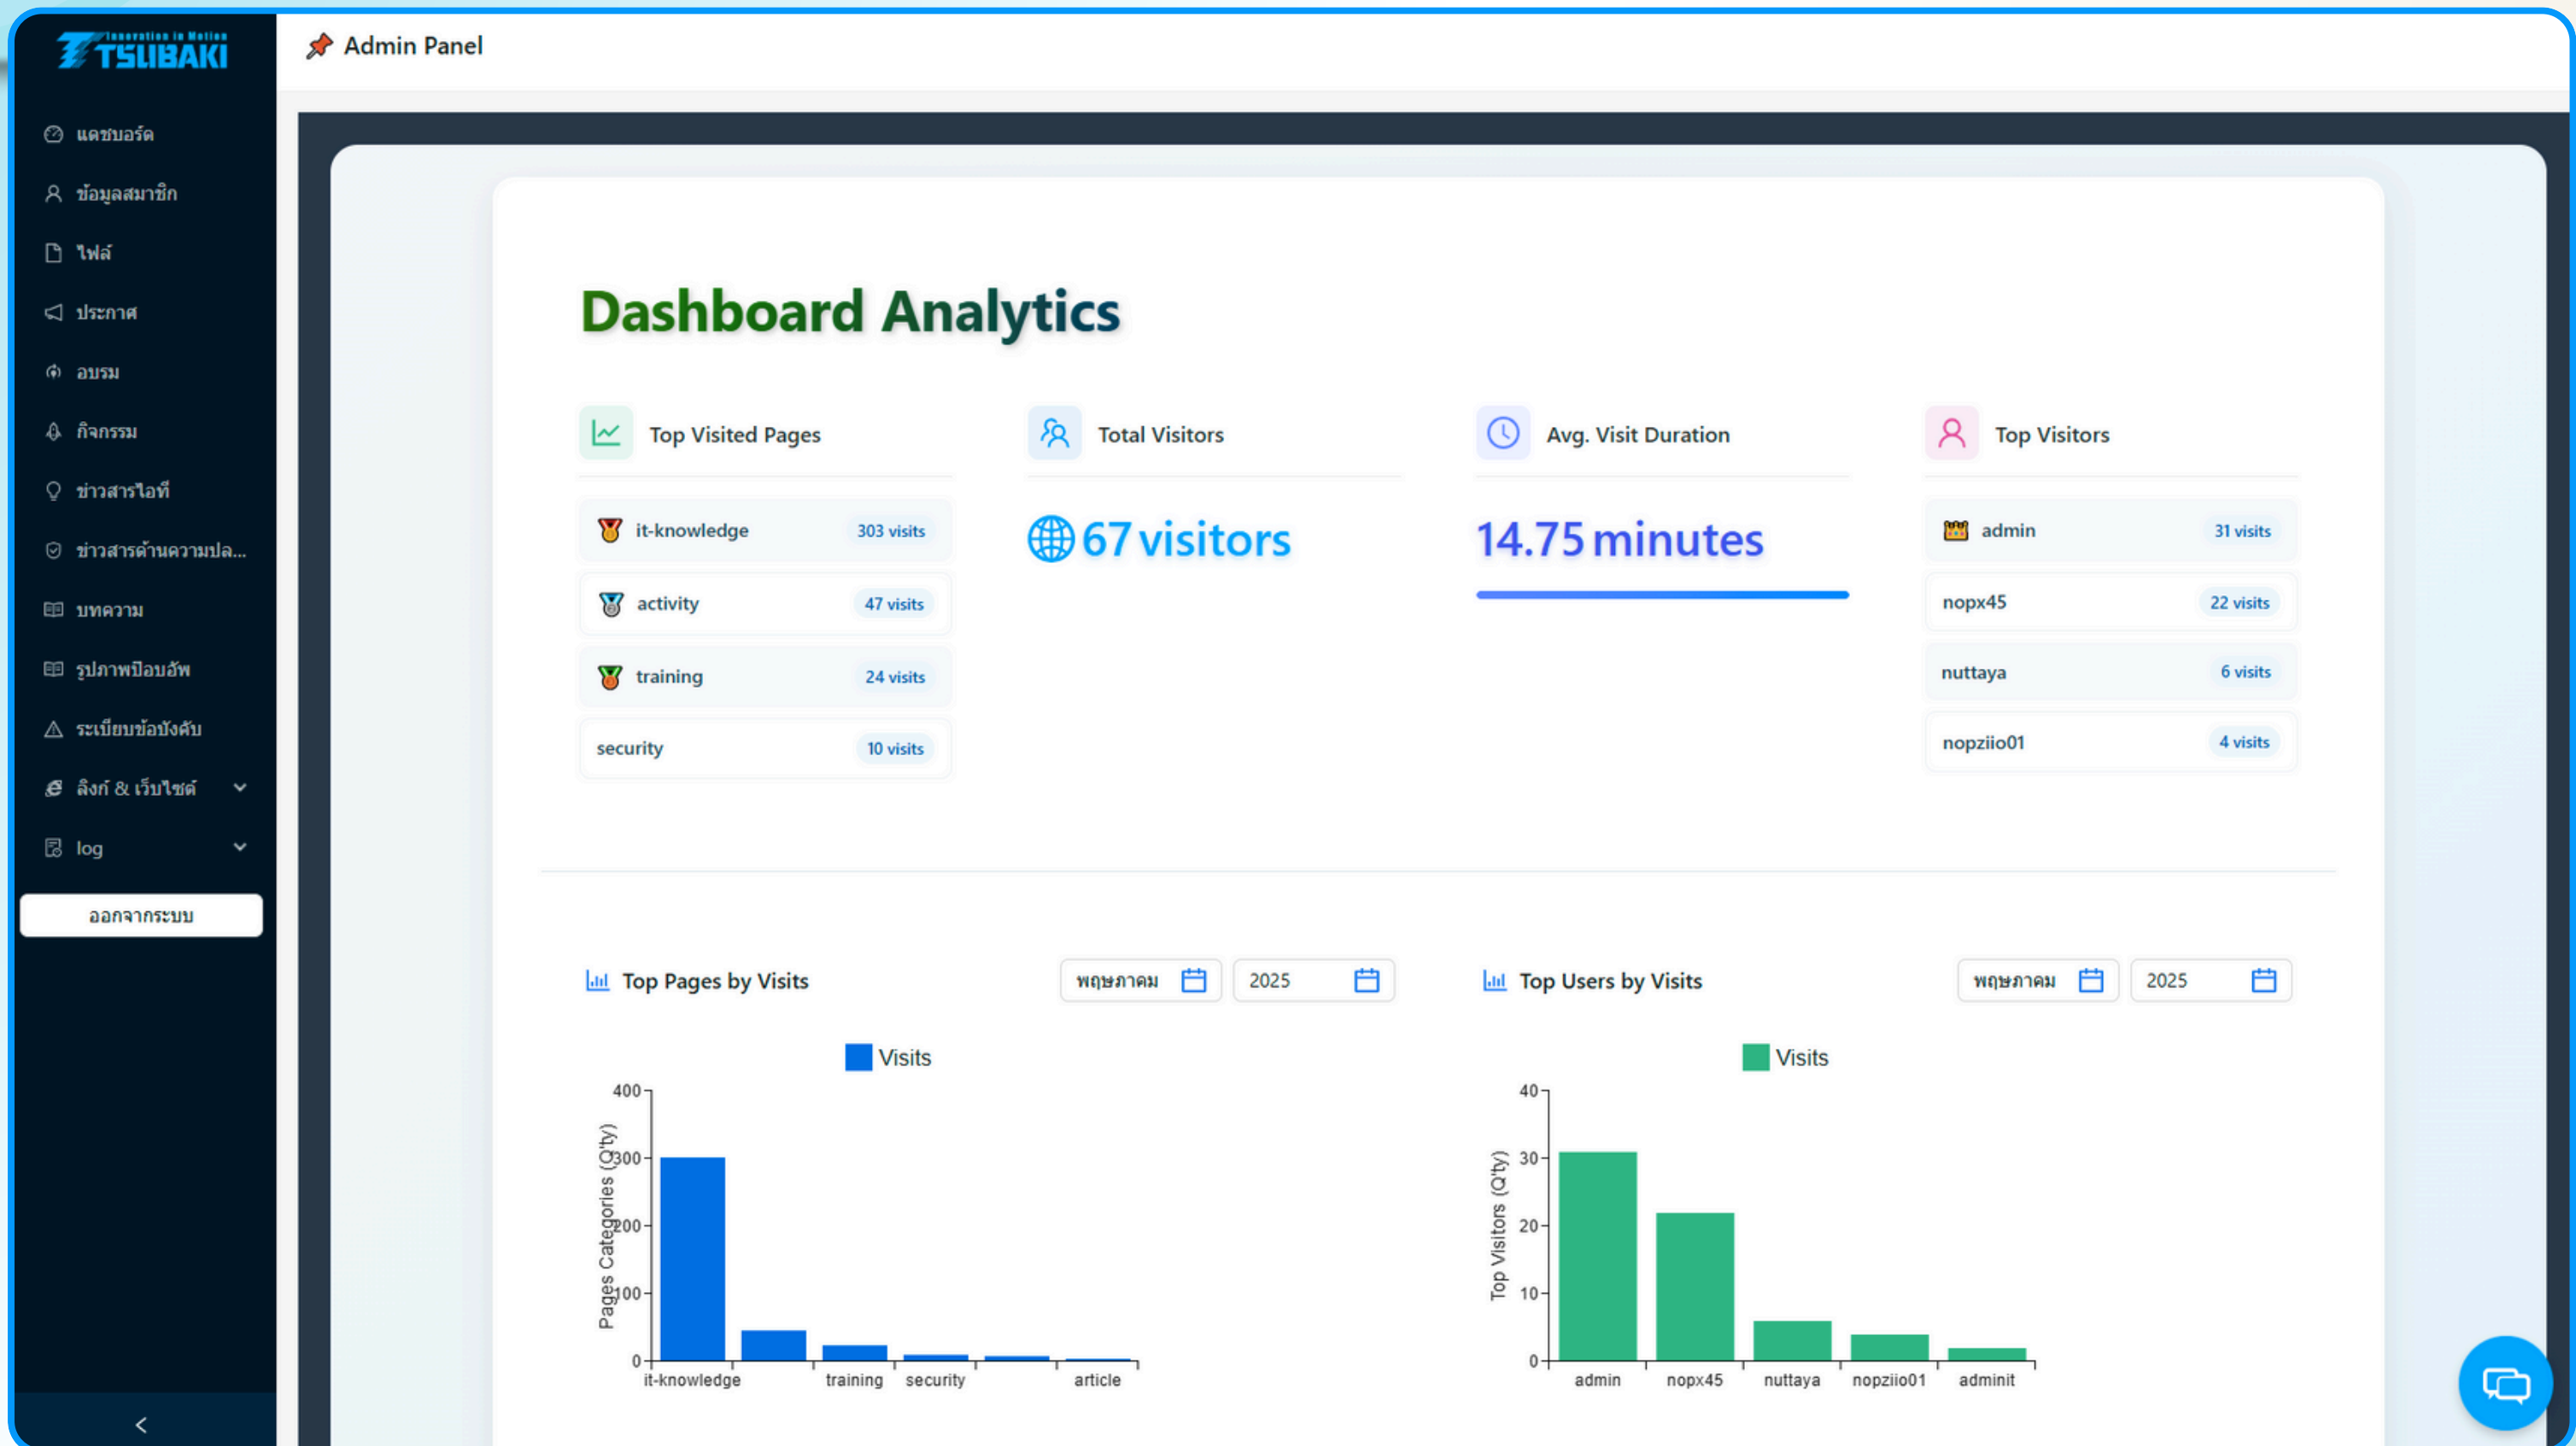 Innovation in Motion
TSUBAKI
แดชบอร์ด
ข้อมูลสมาชิก
ไฟล์
ประกาศ
อบรม
กิจกรรม
ข่าวสารไอที
ข่าวสารด้านความปล...
บทความ
รูปภาพป๊อบอัพ
ระเบียบข้อบังคับ
ลิงก์ & เว็บไซต์
log
ออกจากระบบ
Admin Panel
Dashboard Analytics
Top Visited Pages
it-knowledge 303 visits
activity 47 visits
training 24 visits
security 10 visits
Total Visitors
67 visitors
Avg. Visit Duration
14.75 minutes
Top Visitors
admin 31 visits
nopx45 22 visits
nuttaya 6 visits
nopziio01 4 visits
Top Pages by Visits
พฤษภาคม 2025
Visits
Pages Categories (Q'ty)
400
300
200
100
0
it-knowledge training security article
Top Users by Visits
พฤษภาคม 2025
Visits
Top Visitors (Q'ty)
40
30
20
10
0
admin nopx45 nuttaya nopziio01 adminit